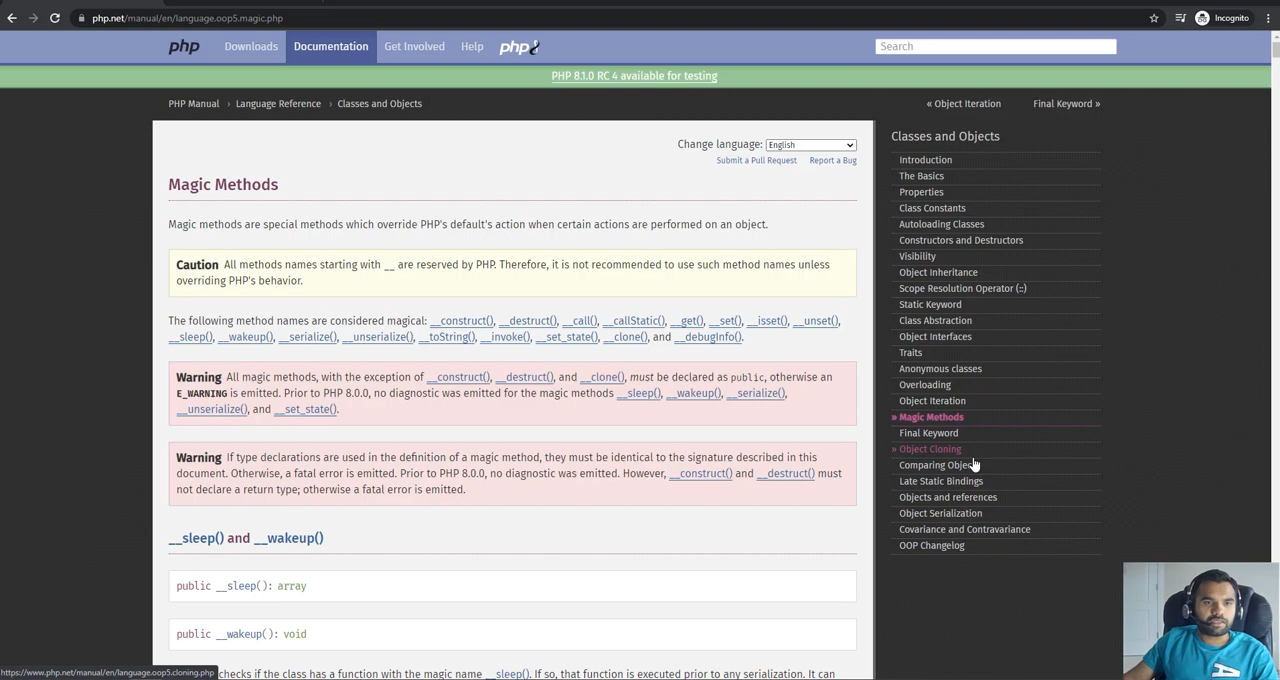 php.net/manual/en/language.oop5.magic.php
Incognito
php
Downloads
Documentation
Get Involved
Help
php8
Search
PHP 8.1.0 RC 4 available for testing
PHP Manual › Language Reference › Classes and Objects
« Object Iteration
Final Keyword »
Change language: English
Submit a Pull Request
Report a Bug
Magic Methods
Magic methods are special methods which override PHP's default's action when certain actions are performed on an object.
Caution All methods names starting with __ are reserved by PHP. Therefore, it is not recommended to use such method names unless
overriding PHP's behavior.
The following method names are considered magical: __construct(), __destruct(), __call(), __callStatic(), __get(), __set(), __isset(), __unset(),
__sleep(), __wakeup(), __serialize(), __unserialize(), __toString(), __invoke(), __set_state(), __clone(), and __debugInfo().
Warning All magic methods, with the exception of __construct(), __destruct(), and __clone(), must be declared as public, otherwise an
E_WARNING is emitted. Prior to PHP 8.0.0, no diagnostic was emitted for the magic methods __sleep(), __wakeup(), __serialize(),
__unserialize(), and __set_state().
Warning If type declarations are used in the definition of a magic method, they must be identical to the signature described in this
document. Otherwise, a fatal error is emitted. Prior to PHP 8.0.0, no diagnostic was emitted. However, __construct() and __destruct() must
not declare a return type; otherwise a fatal error is emitted.
__sleep() and __wakeup()
public __sleep(): array
public __wakeup(): void
checks if the class has a function with the magic name __sleep(). If so, that function is executed prior to any serialization. It can
Classes and Objects
Introduction
The Basics
Properties
Class Constants
Autoloading Classes
Constructors and Destructors
Visibility
Object Inheritance
Scope Resolution Operator (::)
Static Keyword
Class Abstraction
Object Interfaces
Traits
Anonymous classes
Overloading
Object Iteration
» Magic Methods
Final Keyword
» Object Cloning
Comparing Objects
Late Static Bindings
Objects and references
Object Serialization
Covariance and Contravariance
OOP Changelog
https://www.php.net/manual/en/language.oop5.cloning.php